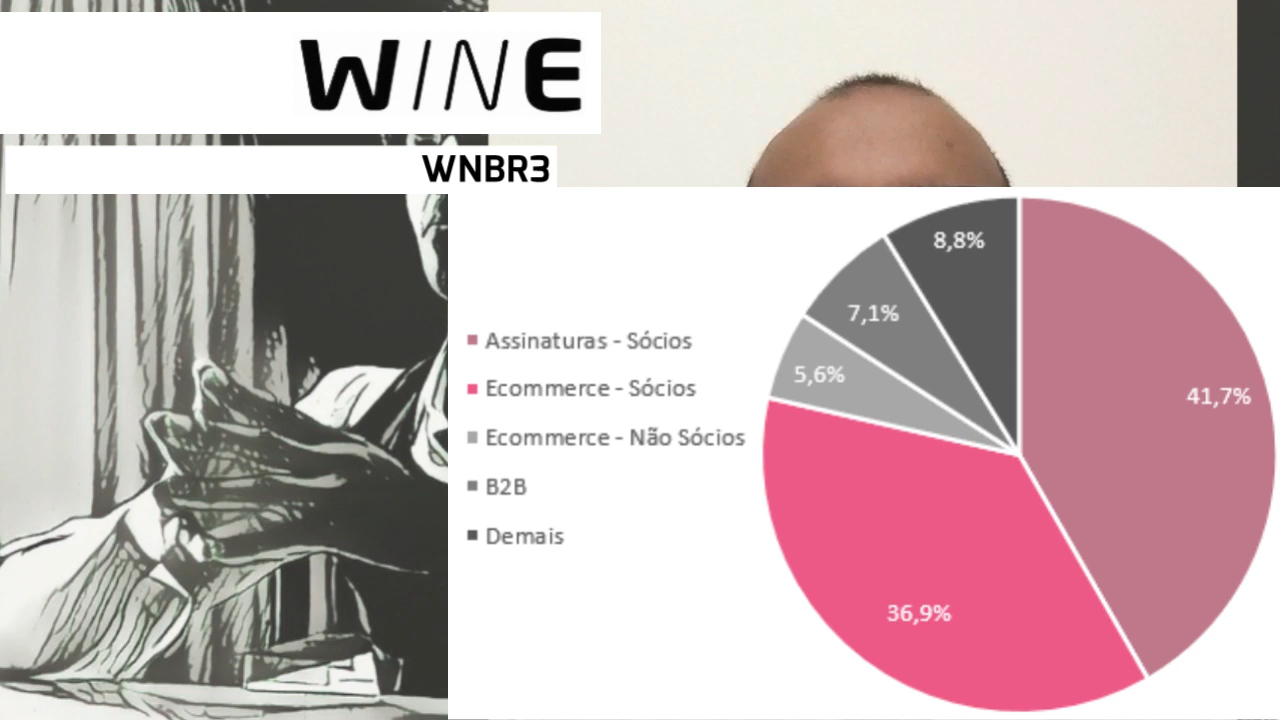 WINE
WNBR3
Assinaturas - Sócios
Ecommerce - Sócios
Ecommerce - Não Sócios
B2B
Demais
8,8%
7,1%
5,6%
41,7%
36,9%